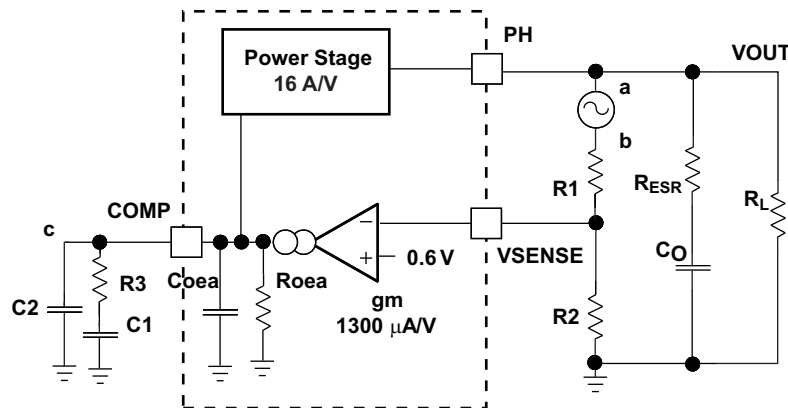 PH
VOUT
Power Stage
16 A/V
a
b
R1
RESR
RL
COMP
c
0.6 V
VSENSE
Coea
Roea
R3
C2
C1
gm
1300 µA/V
R2
CO